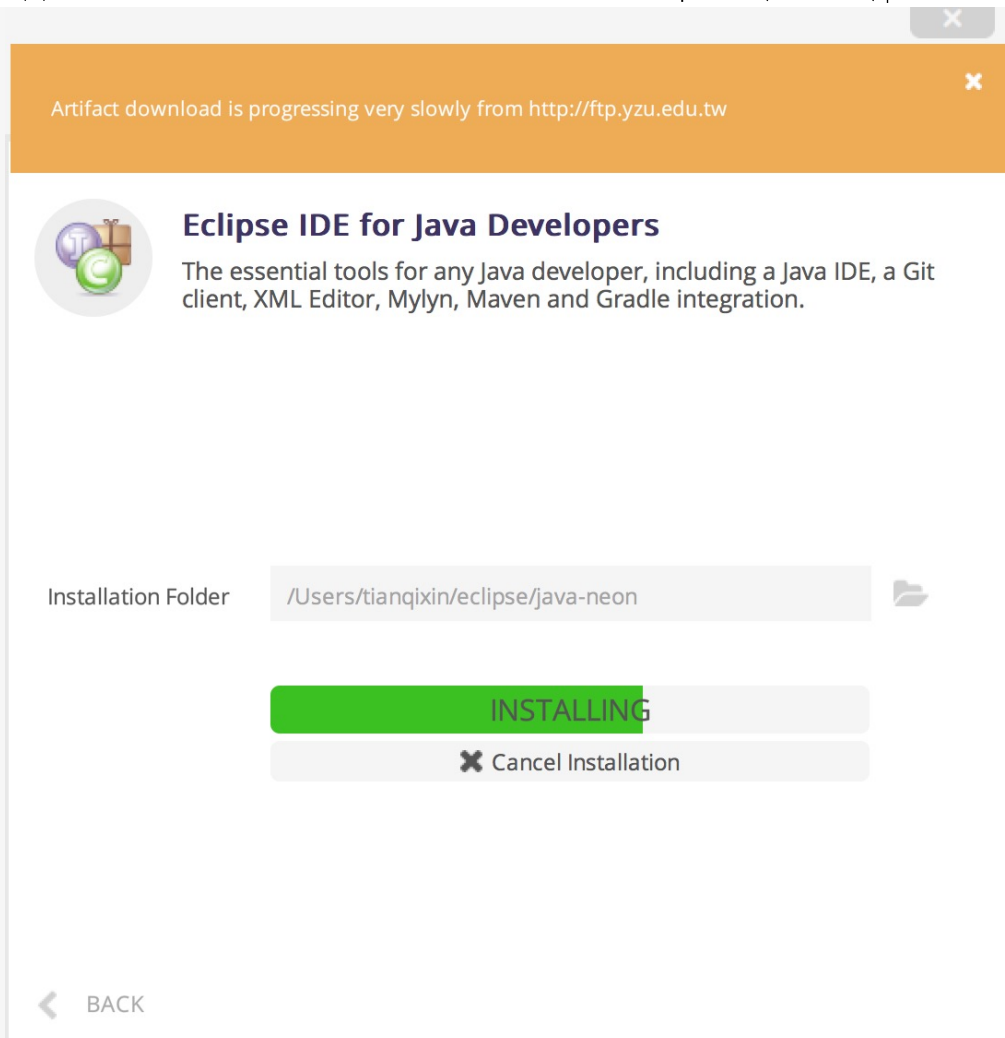 Artifact download is progressing very slowly from http://ftp.yzu.edu.tw
Eclipse IDE for Java Developers
The essential tools for any Java developer, including a Java IDE, a Git
client, XML Editor, Mylyn, Maven and Gradle integration.
Installation Folder
/Users/tianqixin/eclipse/java-neon
INSTALLING
Cancel Installation
BACK